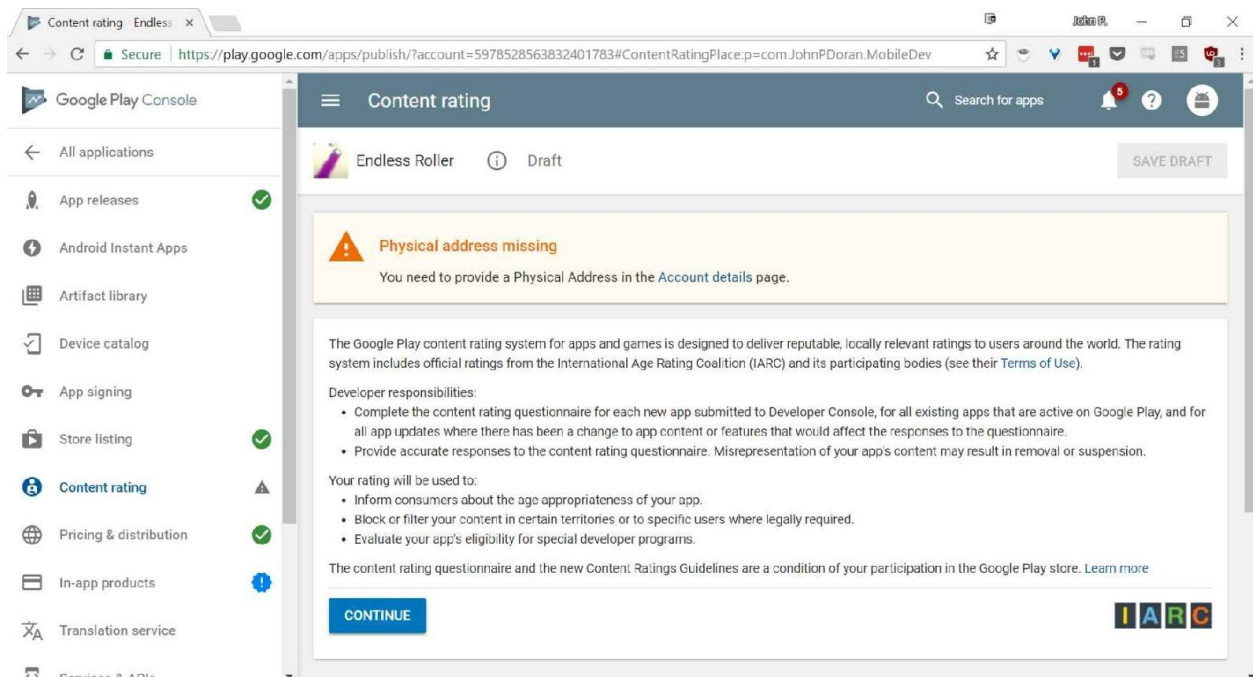 Content rating - Endless
John P.
Secure | https://play.google.com/apps/publish/?account=5978528563832401783#ContentRatingPlace:p=com.JohnPDoran.MobileDev
Google Play Console
Content rating
Search for apps
5
All applications
Endless Roller
Draft
SAVE DRAFT
App releases
Android Instant Apps
Artifact library
Device catalog
App signing
Store listing
Content rating
Pricing & distribution
In-app products
Translation service
Services & APIs
Physical address missing
You need to provide a Physical Address in the Account details page.
The Google Play content rating system for apps and games is designed to deliver reputable, locally relevant ratings to users around the world. The rating
system includes official ratings from the International Age Rating Coalition (IARC) and its participating bodies (see their Terms of Use).
Developer responsibilities:
• Complete the content rating questionnaire for each new app submitted to Developer Console, for all existing apps that are active on Google Play, and for
all app updates where there has been a change to app content or features that would affect the responses to the questionnaire.
• Provide accurate responses to the content rating questionnaire. Misrepresentation of your app's content may result in removal or suspension.
Your rating will be used to:
• Inform consumers about the age appropriateness of your app.
• Block or filter your content in certain territories or to specific users where legally required.
• Evaluate your app's eligibility for special developer programs.
The content rating questionnaire and the new Content Ratings Guidelines are a condition of your participation in the Google Play store. Learn more
CONTINUE
IARC